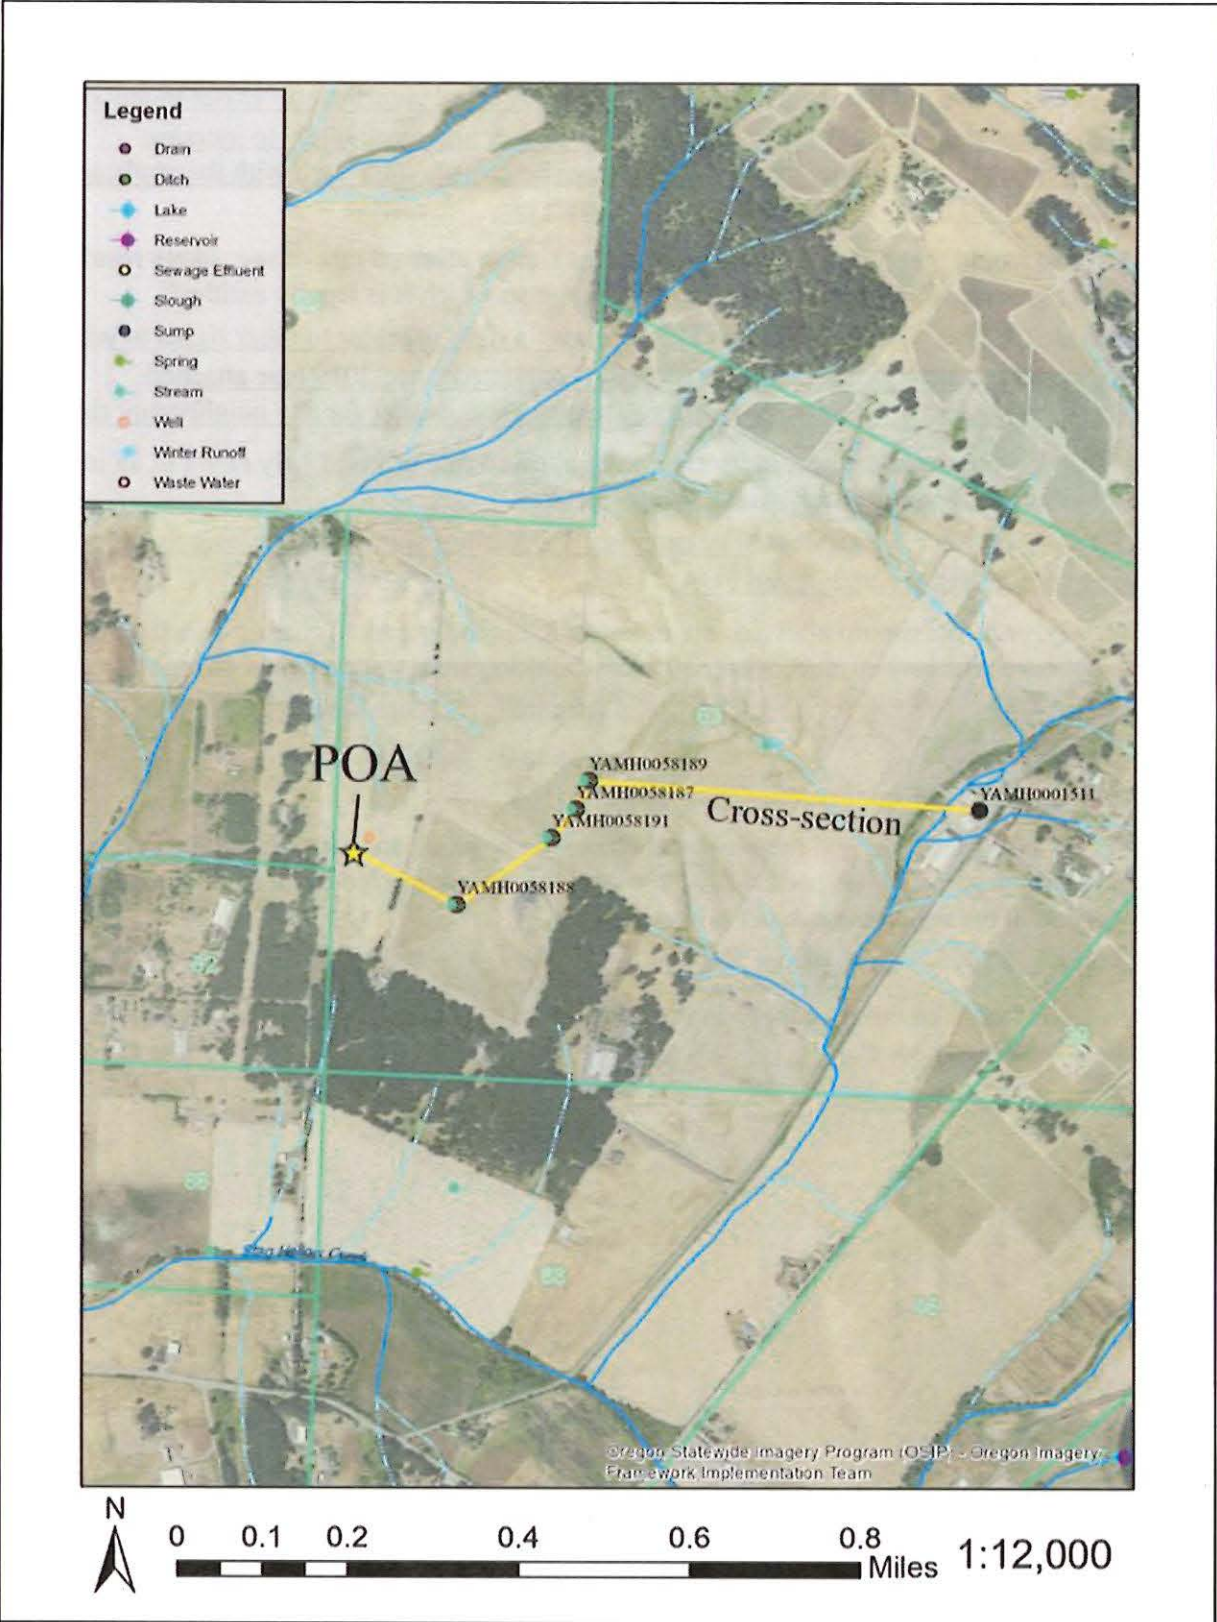 Legend
Drain
Ditch
Lake
Reservoir
Sewage Effluent
Slough
Sump
Spring
Stream
Well
Winter Runoff
Waste Water
POA
YAMH0058189
YAMH0058187
YAMH0001511
Cross-section
YAMH0058191
YAMH0058188
86
88
Oregon Statewide Imagery Program (OSIP) - Oregon Imagery
Framework Implementation Team
N
0 0.1 0.2 0.4 0.6 0.8
Miles
1:12,000